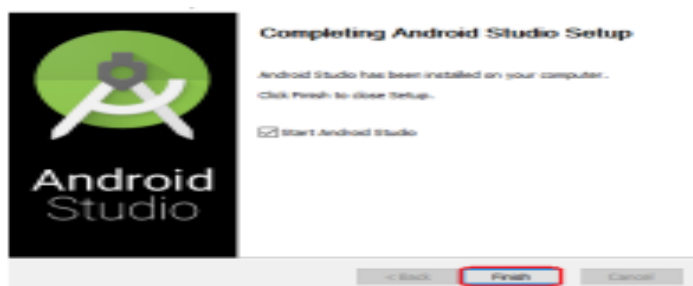 Completing Android Studio Setup
Android Studio has been installed on your computer.
Click Finish to close Setup.
Start Android Studio
Android
Studio
< Back
Finish
Cancel